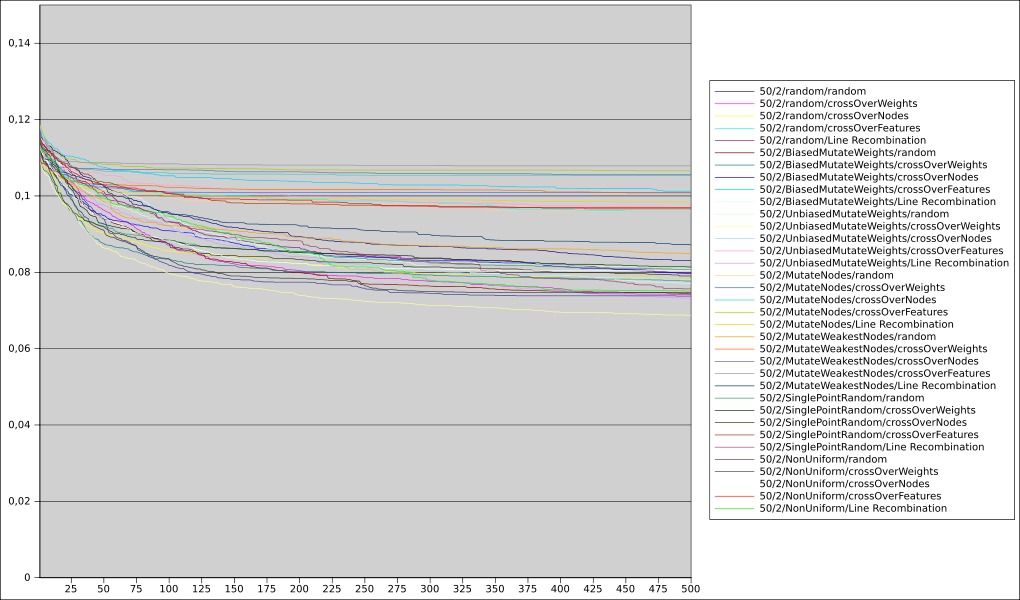 0,14
0,12
0,1
0,08
0,06
0,04
0,02
0
25 50 75 100 125 150 175 200 225 250 275 300 325 350 375 400 425 450 475 500
50/2/random/random
50/2/random/crossOverWeights
50/2/random/crossOverNodes
50/2/random/crossOverFeatures
50/2/random/Line Recombination
50/2/BiasedMutateWeights/random
50/2/BiasedMutateWeights/crossOverWeights
50/2/BiasedMutateWeights/crossOverNodes
50/2/BiasedMutateWeights/crossOverFeatures
50/2/BiasedMutateWeights/Line Recombination
50/2/UnbiasedMutateWeights/random
50/2/UnbiasedMutateWeights/crossOverWeights
50/2/UnbiasedMutateWeights/crossOverNodes
50/2/UnbiasedMutateWeights/crossOverFeatures
50/2/UnbiasedMutateWeights/Line Recombination
50/2/MutateNodes/random
50/2/MutateNodes/crossOverWeights
50/2/MutateNodes/crossOverNodes
50/2/MutateNodes/crossOverFeatures
50/2/MutateNodes/Line Recombination
50/2/MutateWeakestNodes/random
50/2/MutateWeakestNodes/crossOverWeights
50/2/MutateWeakestNodes/crossOverNodes
50/2/MutateWeakestNodes/crossOverFeatures
50/2/MutateWeakestNodes/Line Recombination
50/2/SinglePointRandom/random
50/2/SinglePointRandom/crossOverWeights
50/2/SinglePointRandom/crossOverNodes
50/2/SinglePointRandom/crossOverFeatures
50/2/SinglePointRandom/Line Recombination
50/2/NonUniform/random
50/2/NonUniform/crossOverWeights
50/2/NonUniform/crossOverNodes
50/2/NonUniform/crossOverFeatures
50/2/NonUniform/Line Recombination